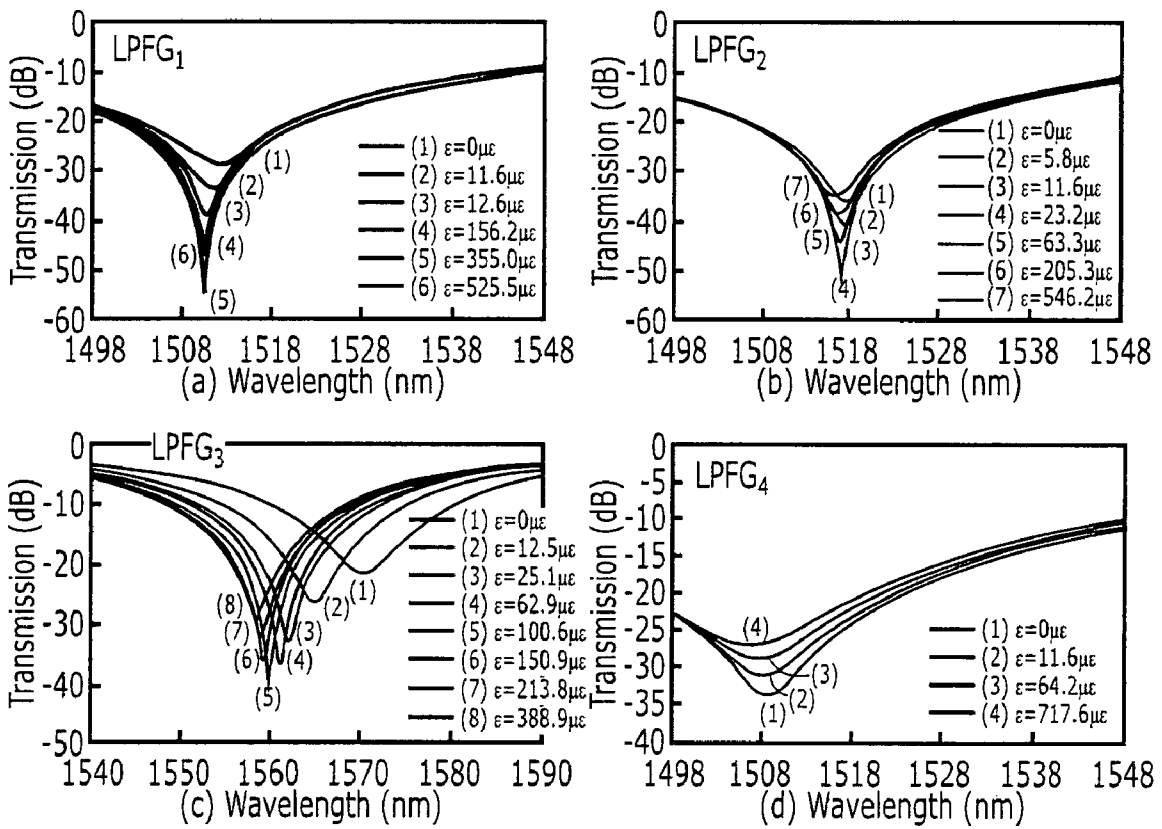 LPFG1
Transmission (dB)
0
-10
-20
-30
-40
-50
-60
(1) ε=0με
(2) ε=11.6με
(3) ε=12.6με
(4) ε=156.2με
(5) ε=355.0με
(6) ε=525.5με
(1)
(2)
(3)
(4)
(6)
(5)
1498 1508 1518 1528 1538 1548
(a) Wavelength (nm)
LPFG2
Transmission (dB)
0
-10
-20
-30
-40
-50
-60
(1) ε=0με
(2) ε=5.8με
(3) ε=11.6με
(4) ε=23.2με
(5) ε=63.3με
(6) ε=205.3με
(7) ε=546.2με
(7)
(1)
(6)
(2)
(5)
(3)
(4)
1498 1508 1518 1528 1538 1548
(b) Wavelength (nm)
LPFG3
Transmission (dB)
0
-10
-20
-30
-40
-50
(1) ε=0με
(2) ε=12.5με
(3) ε=25.1με
(4) ε=62.9με
(5) ε=100.6με
(6) ε=150.9με
(7) ε=213.8με
(8) ε=388.9με
(1)
(2)
(8)
(7)
(3)
(6)
(4)
(5)
1540 1550 1560 1570 1580 1590
(c) Wavelength (nm)
LPFG4
Transmission (dB)
0
-5
-10
-15
-20
-25
-30
-35
-40
(1) ε=0με
(2) ε=11.6με
(3) ε=64.2με
(4) ε=717.6με
(4)
(3)
(2)
(1)
1498 1508 1518 1528 1538 1548
(d) Wavelength (nm)